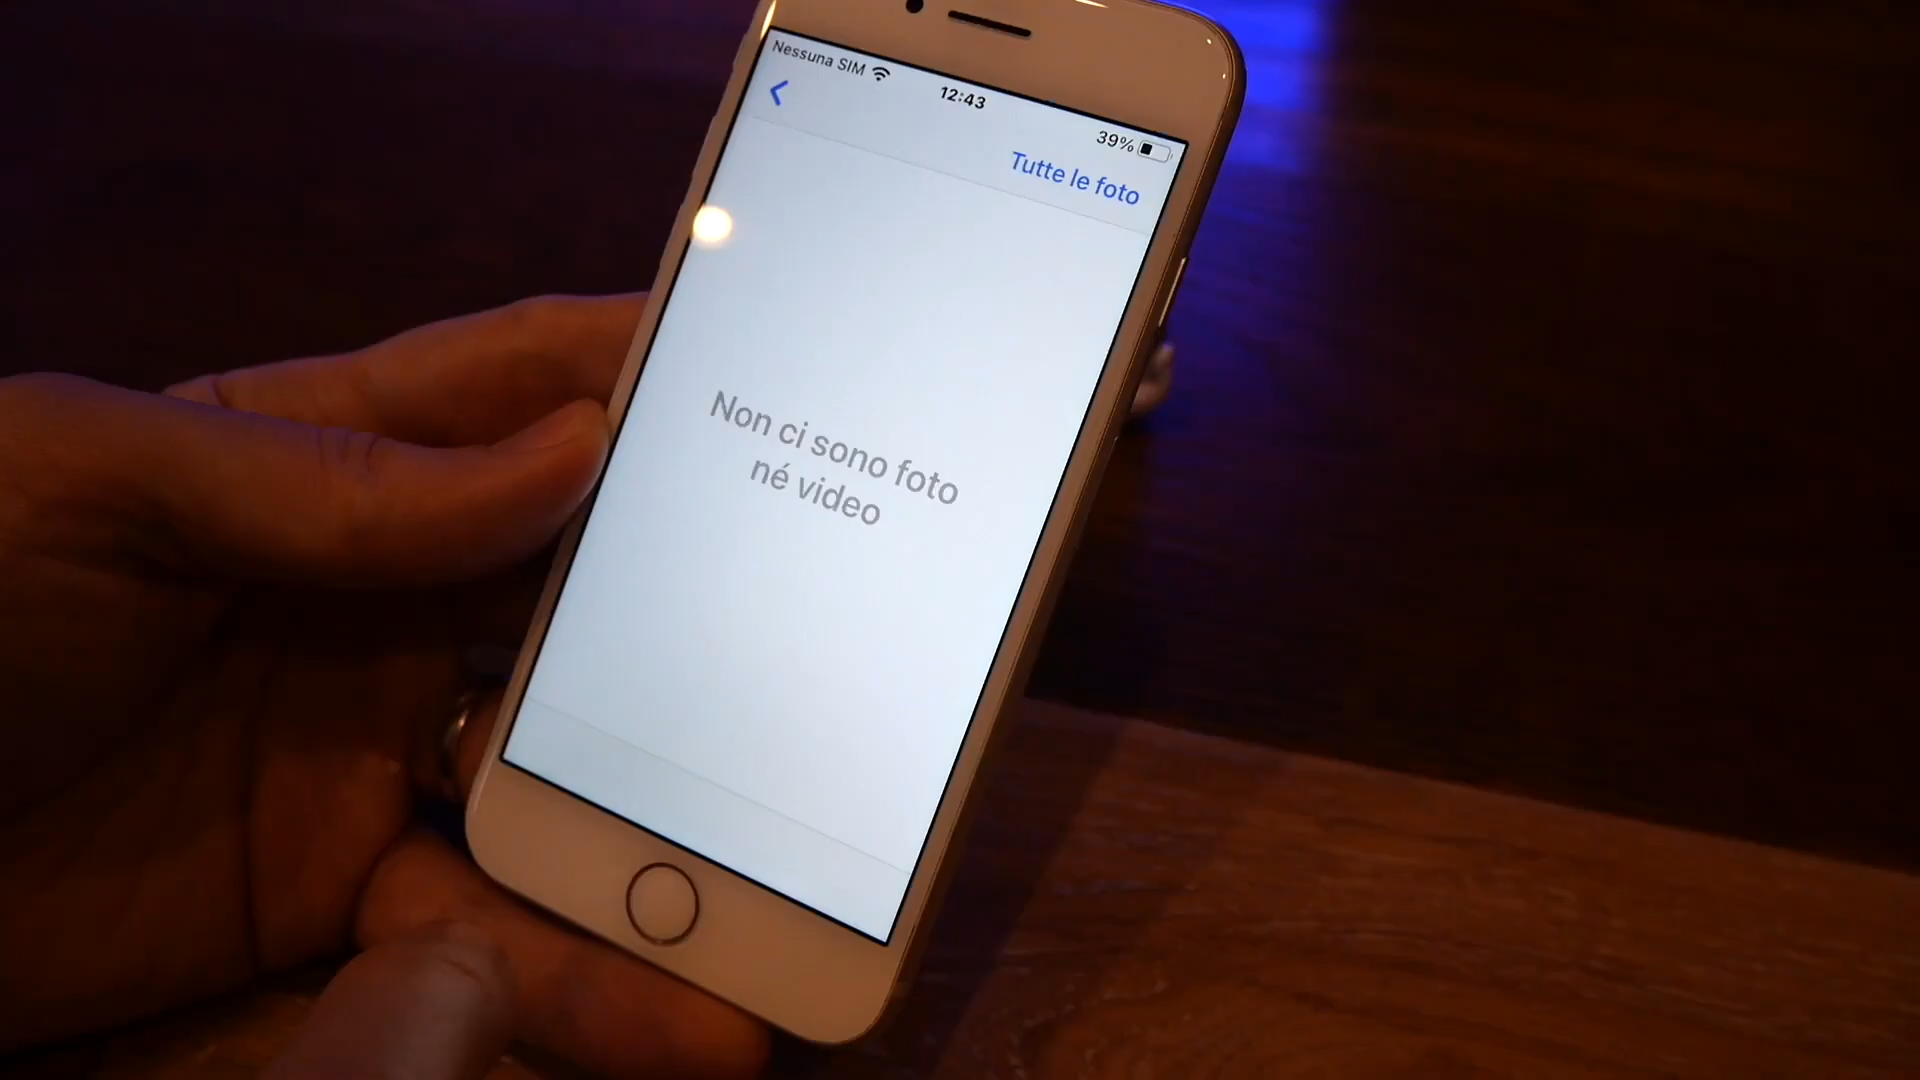 Nessuna SIM
12:43
39%
Tutte le foto
Non ci sono foto
né video